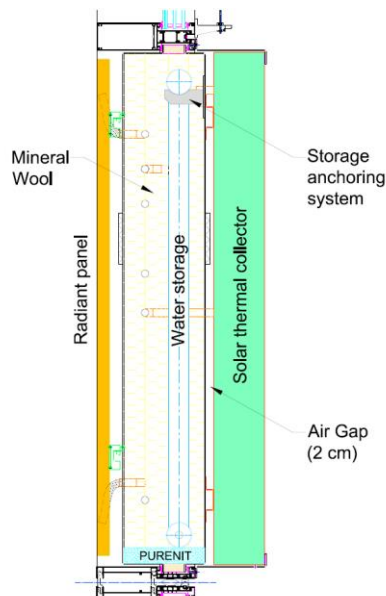 Mineral
Wool
Storage
anchoring
system
Radiant panel
Water storage
Solar thermal collector
Air Gap
(2 cm)
PURENIT